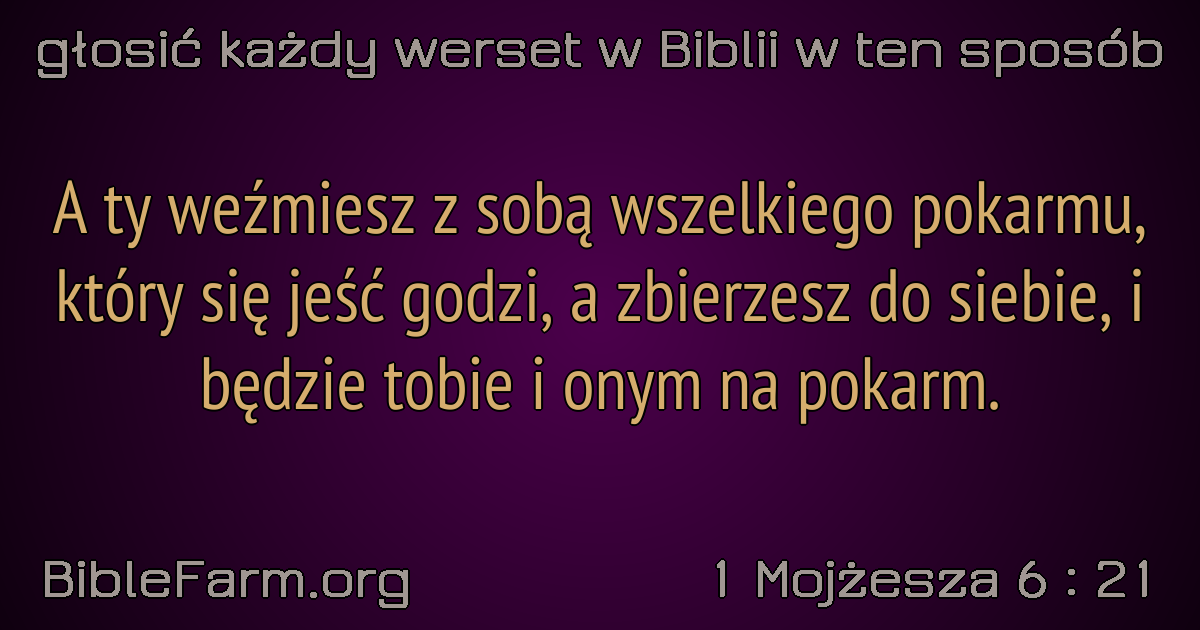 głosić każdy werset w Biblii w ten sposób
A ty weźmiesz z sobą wszelkiego pokarmu,
który się jeść godzi, a zbierzesz do siebie, i
będzie tobie i onym na pokarm.
BibleFarm.org
1 Mojżesza 6 : 21